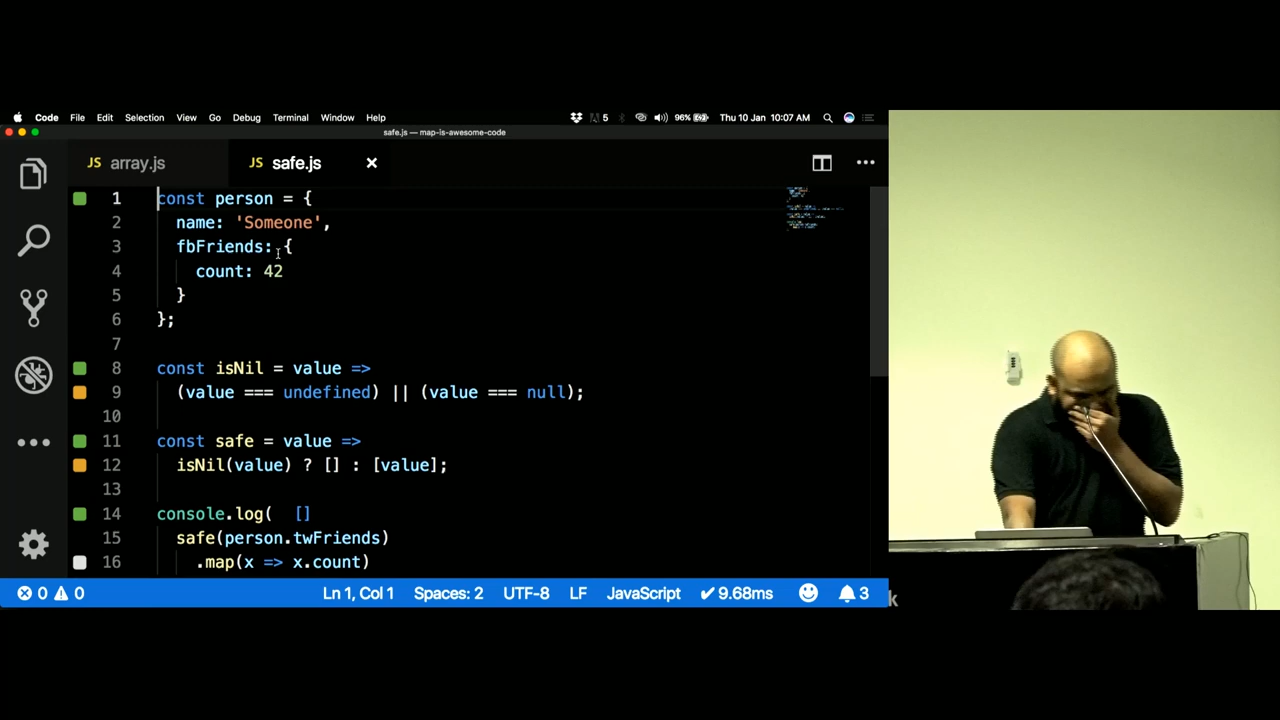 Code File Edit Selection View Go Debug Terminal Window Help 5 96% Thu 10 Jan 10:07 AM
safe.js — map-is-awesome-code
JS array.js JS safe.js
1 const person = {
2 name: 'Someone',
3 fbFriends: {
4 count: 42
5 }
6 };
7
8 const isNil = value =>
9 (value === undefined) || (value === null);
10
11 const safe = value =>
12 isNil(value) ? [] : [value];
13
14 console.log( []
15 safe(person.twFriends)
16 .map(x => x.count)
0 0 Ln 1, Col 1 Spaces: 2 UTF-8 LF JavaScript ✔ 9.68ms 3
k